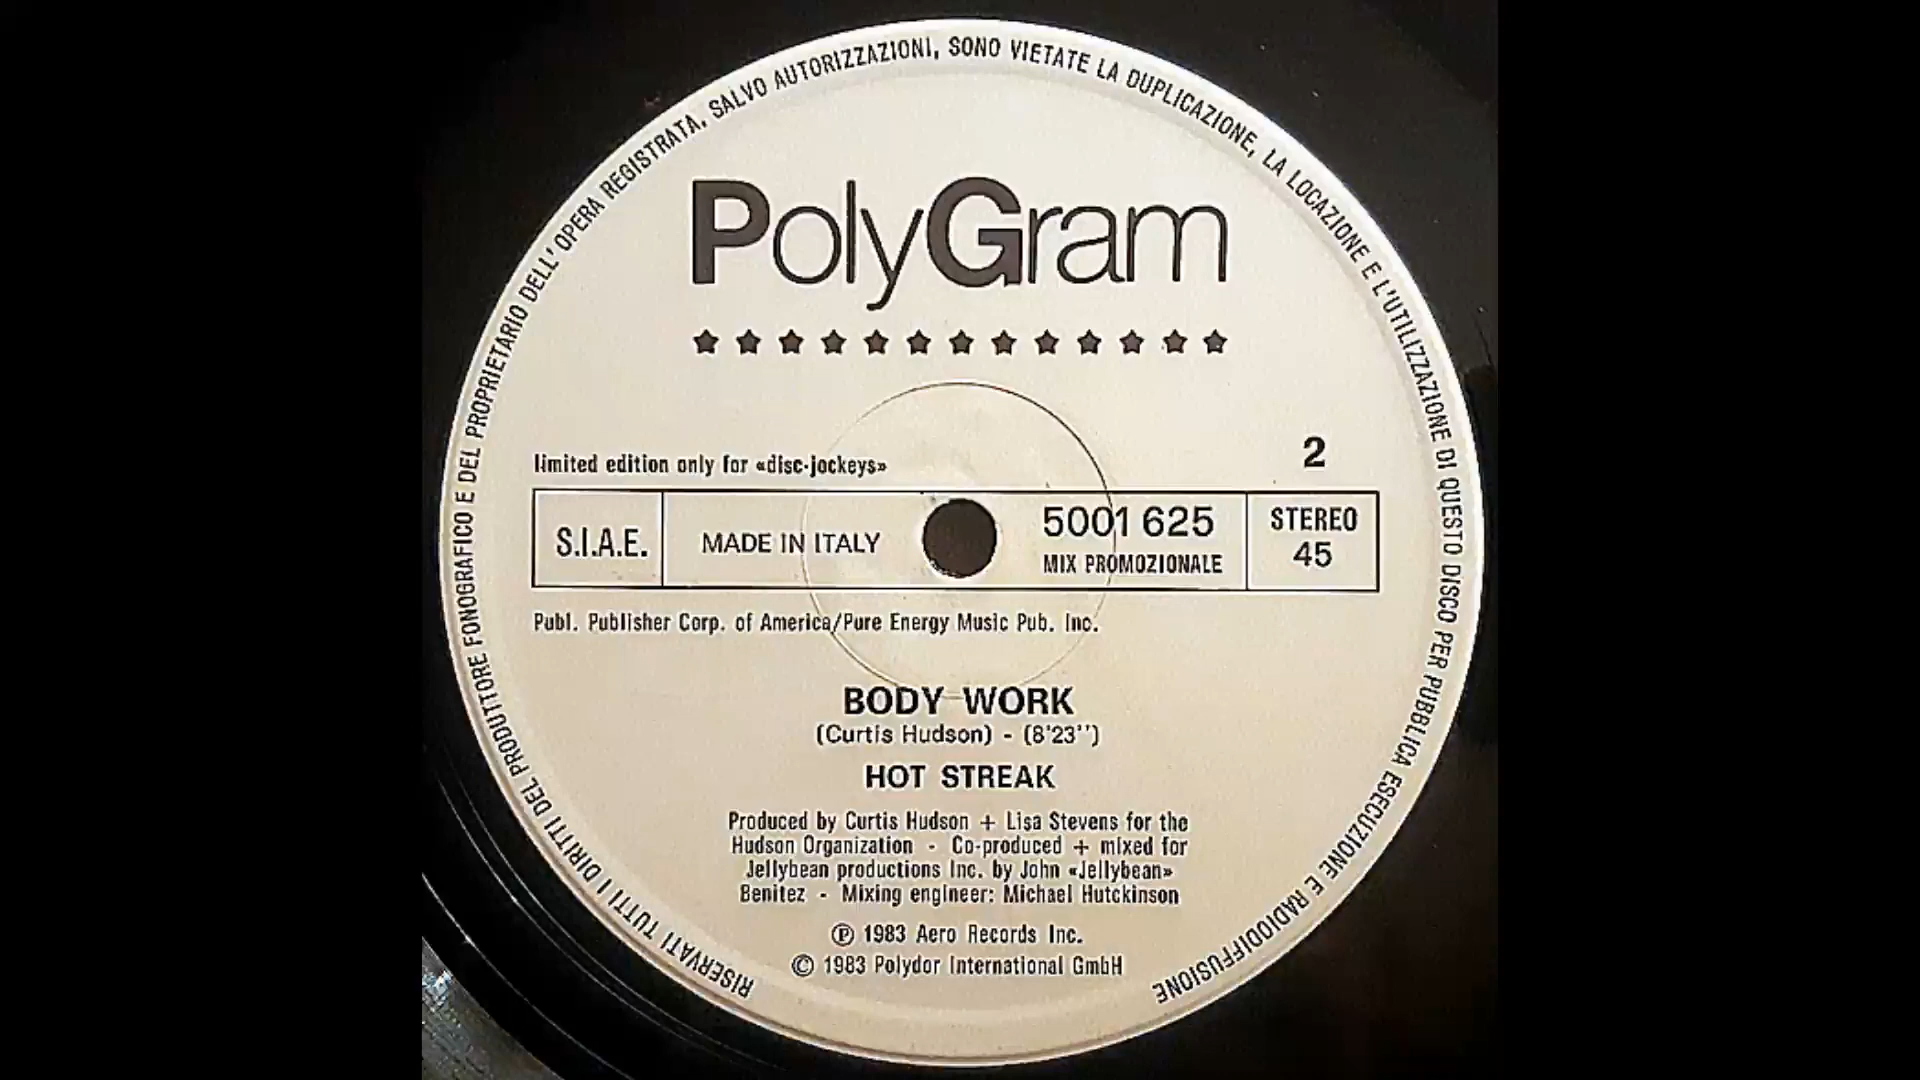 RISERVATI TUTTI I DIRITTI DEL PRODUTTORE FONOGRAFICO E DEL PROPRIETARIO DELL' OPERA REGISTRATA, SALVO AUTORIZZAZIONI, SONO VIETATE LA DUPLICAZIONE, LA LOCAZIONE E L'UTILIZZAZIONE DI QUESTO DISCO PER PUBBLICA ESECUZIONE E RADIODIFFUSIONE
PolyGram
2
limited edition only for «disc-jockeys»
S.I.A.E.
MADE IN ITALY
5001 625
MIX PROMOZIONALE
STEREO
45
Publ. Publisher Corp. of America/Pure Energy Music Pub. Inc.
BODY WORK
(Curtis Hudson) - (8'23'')
HOT STREAK
Produced by Curtis Hudson + Lisa Stevens for the
Hudson Organization - Co-produced + mixed for
Jellybean productions Inc. by John «Jellybean»
Benitez - Mixing engineer: Michael Hutckinson
℗ 1983 Aero Records Inc.
© 1983 Polydor International GmbH